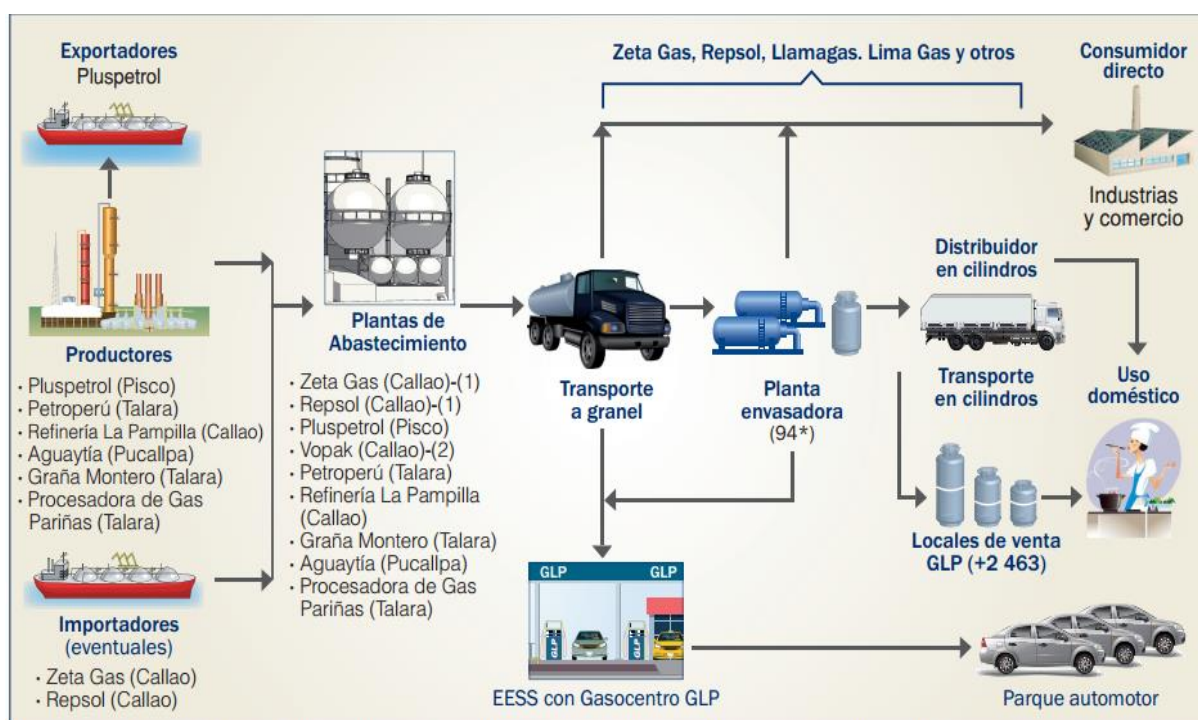 Exportadores
Pluspetrol
Zeta Gas, Repsol, Llamagas. Lima Gas y otros
Consumidor
directo
Industrias
y comercio
Productores
· Pluspetrol (Pisco)
· Petroperú (Talara)
· Refinería La Pampilla (Callao)
· Aguaytía (Pucallpa)
· Graña Montero (Talara)
· Procesadora de Gas
Pariñas (Talara)
Importadores
(eventuales)
· Zeta Gas (Callao)
· Repsol (Callao)
Plantas de
Abastecimiento
· Zeta Gas (Callao)-(1)
· Repsol (Callao)-(1)
· Pluspetrol (Pisco)
· Vopak (Callao)-(2)
· Petroperú (Talara)
· Refinería La Pampilla
(Callao)
· Graña Montero (Talara)
· Aguaytía (Pucallpa)
· Procesadora de Gas
Pariñas (Talara)
Transporte
a granel
Planta
envasadora
(94*)
Distribuidor
en cilindros
Transporte
en cilindros
Uso
doméstico
Locales de venta
GLP (+2 463)
GLP
GLP
GLP
GLP
EESS con Gasocentro GLP
Parque automotor